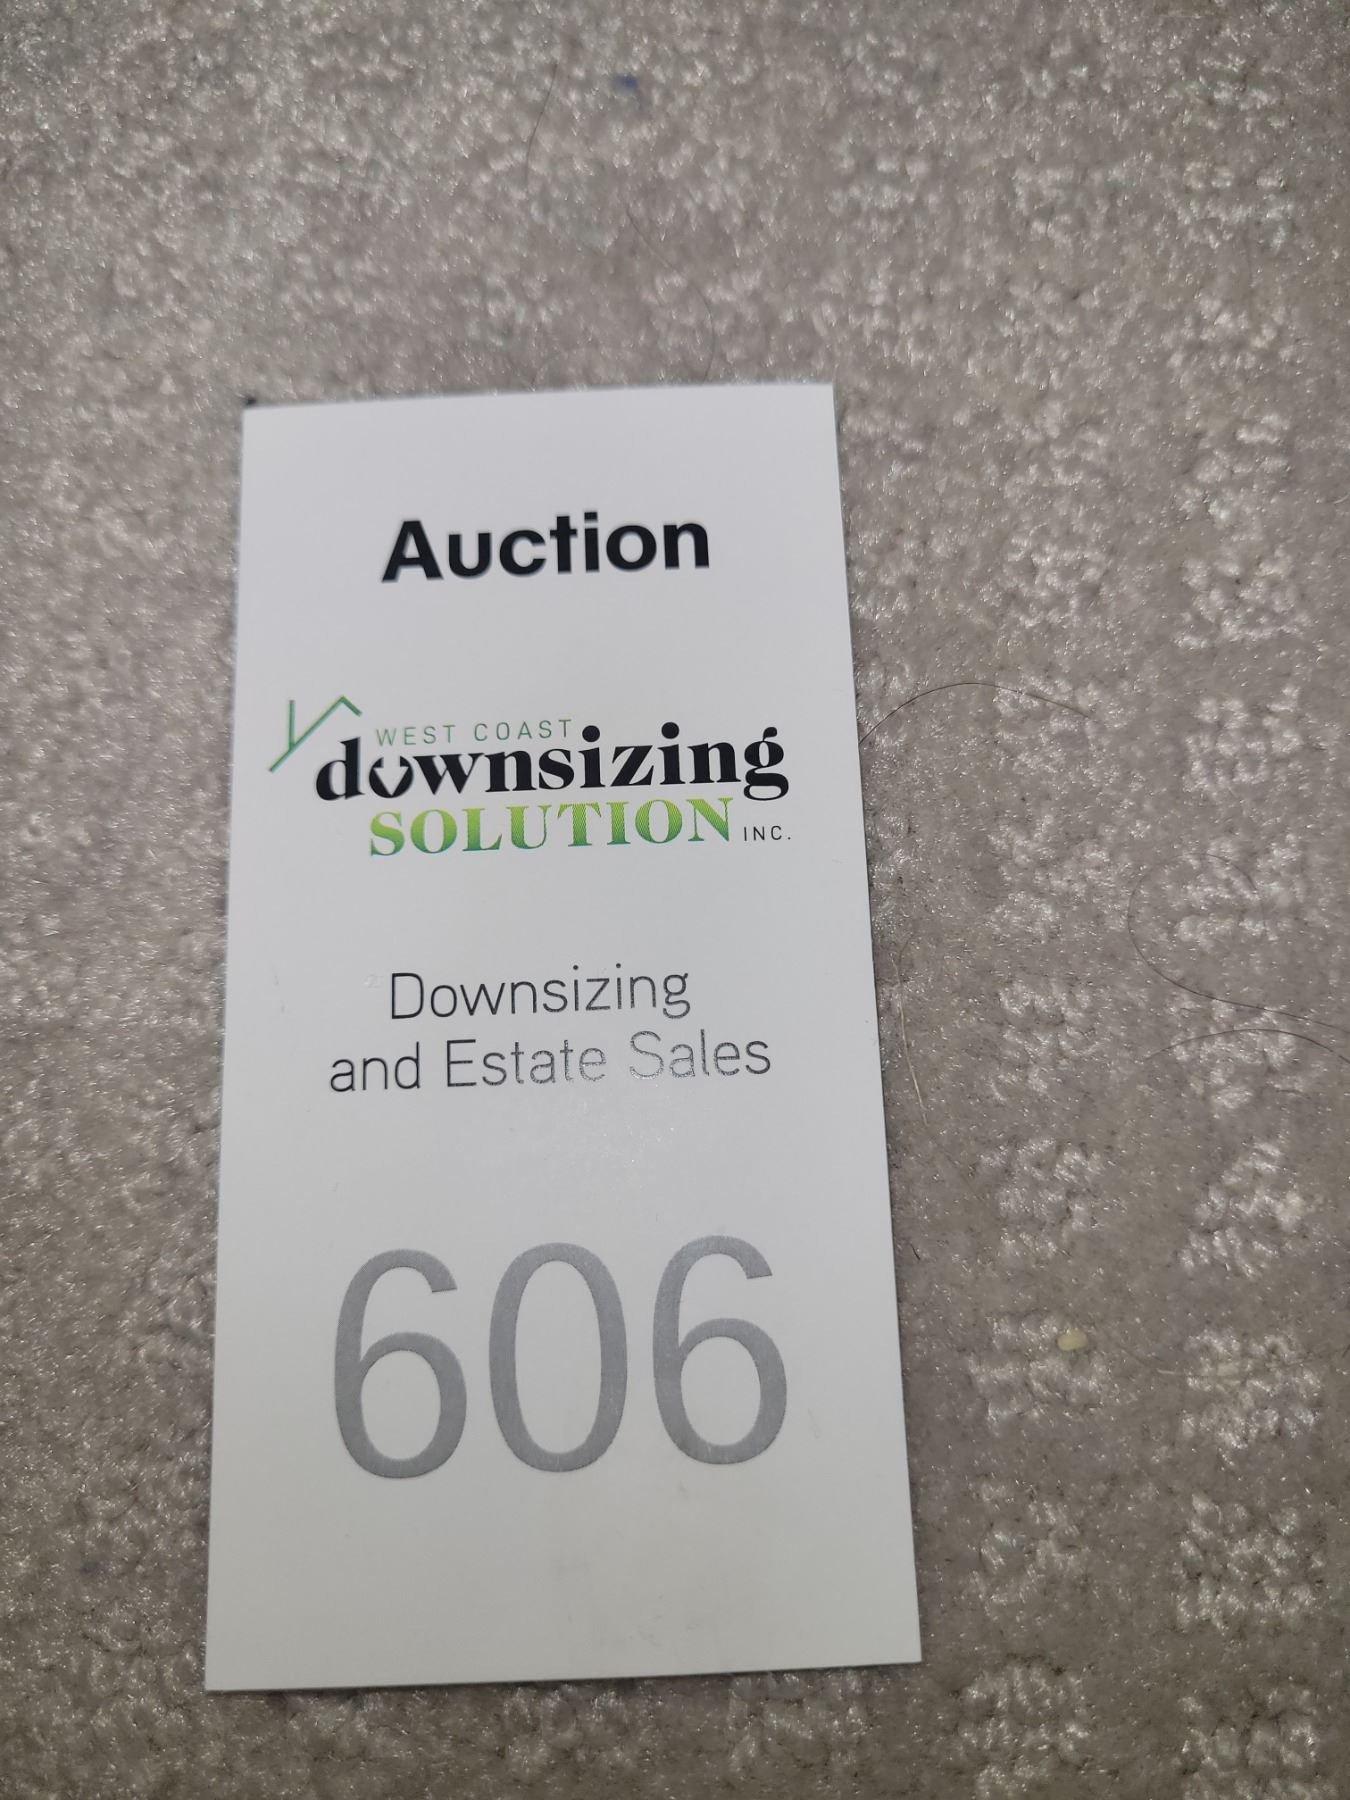 Auction
WEST COAST
downsizing
SOLUTION INC.
Downsizing
and Estate Sales
606